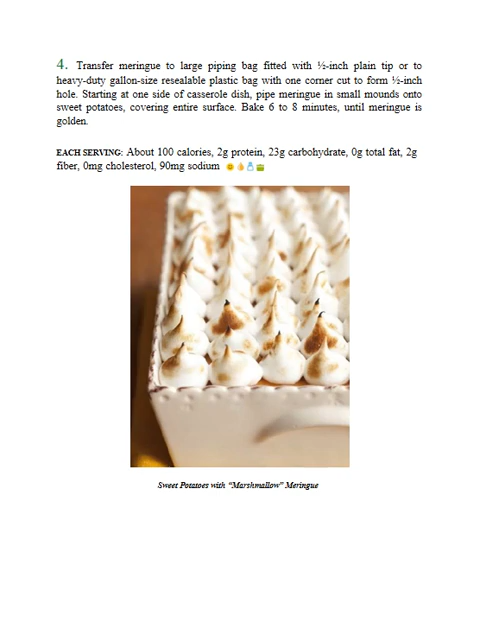 4. Transfer meringue to large piping bag fitted with ½-inch plain tip or to
heavy-duty gallon-size resealable plastic bag with one corner cut to form ½-inch
hole. Starting at one side of casserole dish, pipe meringue in small mounds onto
sweet potatoes, covering entire surface. Bake 6 to 8 minutes, until meringue is
golden.
EACH SERVING: About 100 calories, 2g protein, 23g carbohydrate, 0g total fat, 2g
fiber, 0mg cholesterol, 90mg sodium
Sweet Potatoes with “Marshmallow” Meringue